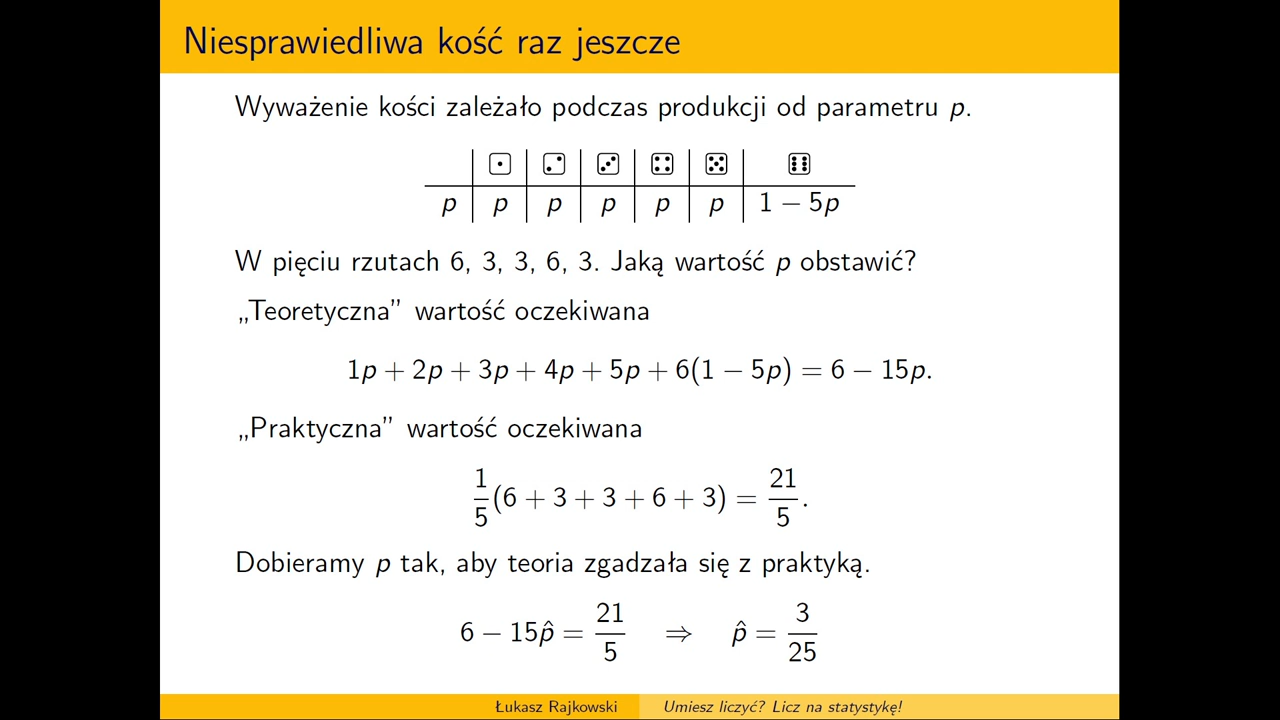 Niesprawiedliwa kość raz jeszcze
Wyważenie kości zależało podczas produkcji od parametru p.
⚀ ⚁ ⚂ ⚃ ⚄ ⚅
p p p p p p 1 − 5p
W pięciu rzutach 6, 3, 3, 6, 3. Jaką wartość p obstawić?
„Teoretyczna” wartość oczekiwana
1p + 2p + 3p + 4p + 5p + 6(1 − 5p) = 6 − 15p.
„Praktyczna” wartość oczekiwana
1/5(6 + 3 + 3 + 6 + 3) = 21/5.
Dobieramy p tak, aby teoria zgadzała się z praktyką.
6 − 15p̂ = 21/5 ⇒ p̂ = 3/25
Łukasz Rajkowski Umiesz liczyć? Licz na statystykę!